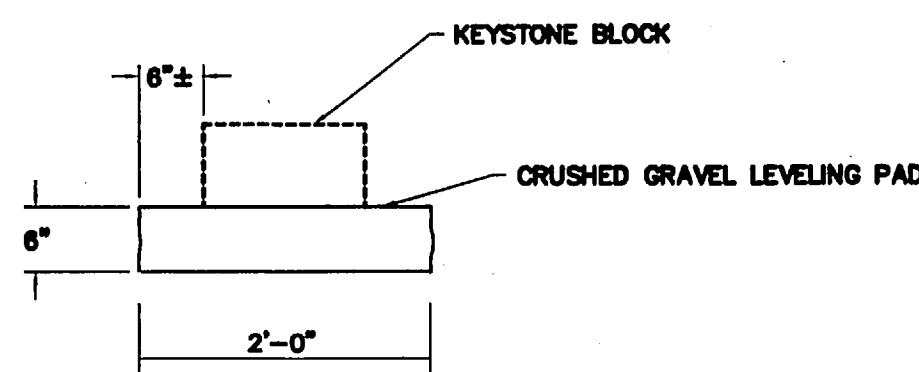 KEYSTONE BLOCK
6"±
CRUSHED GRAVEL LEVELING PAD
6"
2'-0"